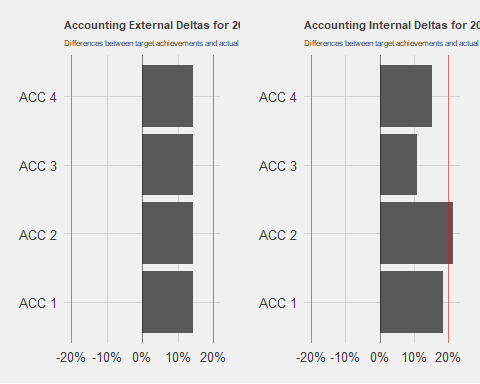 Accounting External Deltas for 20
Differences between target achievements and actual
ACC 4
ACC 3
ACC 2
ACC 1
-20% -10% 0% 10% 20%
Accounting Internal Deltas for 20
Differences between target achievements and actual
ACC 4
ACC 3
ACC 2
ACC 1
-20% -10% 0% 10% 20%